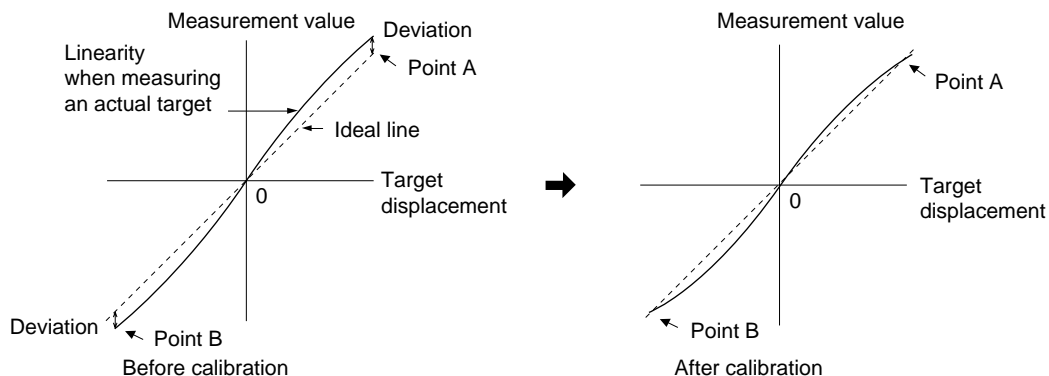 Measurement value
Deviation
Linearity
when measuring
an actual target
Point A
Ideal line
0
Target
displacement
Deviation
Point B
Before calibration
Measurement value
Point A
0
Target
displacement
Point B
After calibration